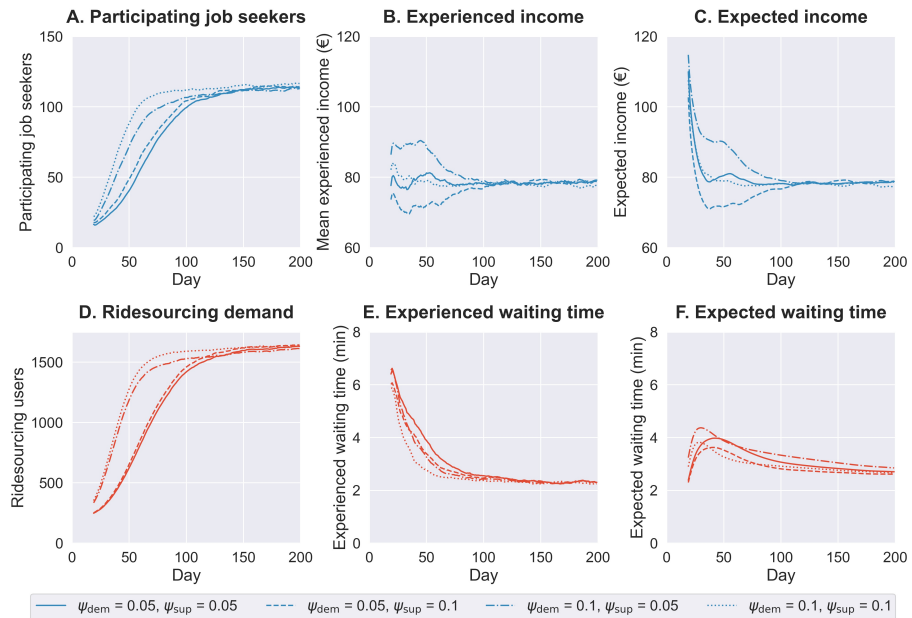 A. Participating job seekers
Participating job seekers
150
100
50
0
0 50 100 150 200
Day
B. Experienced income
Mean experienced income (€)
120
100
80
60
0 50 100 150 200
Day
C. Expected income
Expected income (€)
120
100
80
60
0 50 100 150 200
Day
D. Ridesourcing demand
Ridesourcing users
1500
1000
500
0
0 50 100 150 200
Day
E. Experienced waiting time
Experienced waiting time (min)
8
6
4
2
0
0 50 100 150 200
Day
F. Expected waiting time
Expected waiting time (min)
8
6
4
2
0
0 50 100 150 200
Day
ψdem = 0.05, ψsup = 0.05
ψdem = 0.05, ψsup = 0.1
ψdem = 0.1, ψsup = 0.05
ψdem = 0.1, ψsup = 0.1